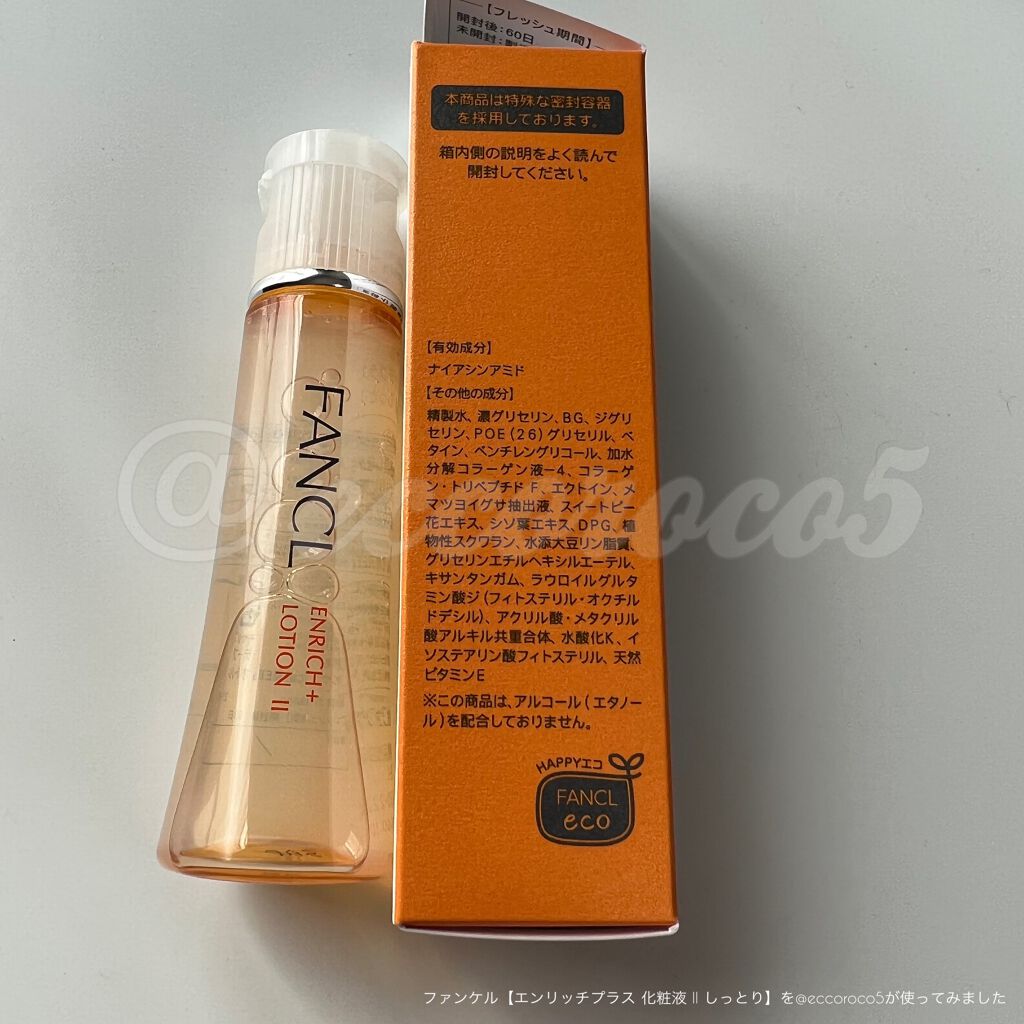 【フレッシュ期間】
開封後:60日
未開封:製
本商品は特殊な密封容器
を採用しております。
箱内側の説明をよく読んで
開封してください。
【有効成分】
ナイアシンアミド
【その他の成分】
精製水、濃グリセリン、BG、ジグリ
セリン、POE(26)グリセリル、ベ
タイン、ペンチレングリコール、加水
分解コラーゲン液−4、コラーゲ
ン・トリペプチド F、エクトイン、メ
マツヨイグサ抽出液、スイートピー
花エキス、シソ葉エキス、DPG、植
物性スクワラン、水添大豆リン脂質、
グリセリンエチルヘキシルエーテル、
キサンタンガム、ラウロイルグルタ
ミン酸ジ(フィトステリル・オクチル
ドデシル)、アクリル酸・メタクリル
酸アルキル共重合体、水酸化K、イ
ソステアリン酸フィトステリル、天然
ビタミンE
※この商品は、アルコール(エタノー
ル)を配合しておりません。
HAPPYエコ
FANCL
eco
FANCL
ENRICH+
LOTION II
@eccoroco5
ファンケル【エンリッチプラス 化粧液 II しっとり】を@eccoroco5が使ってみました